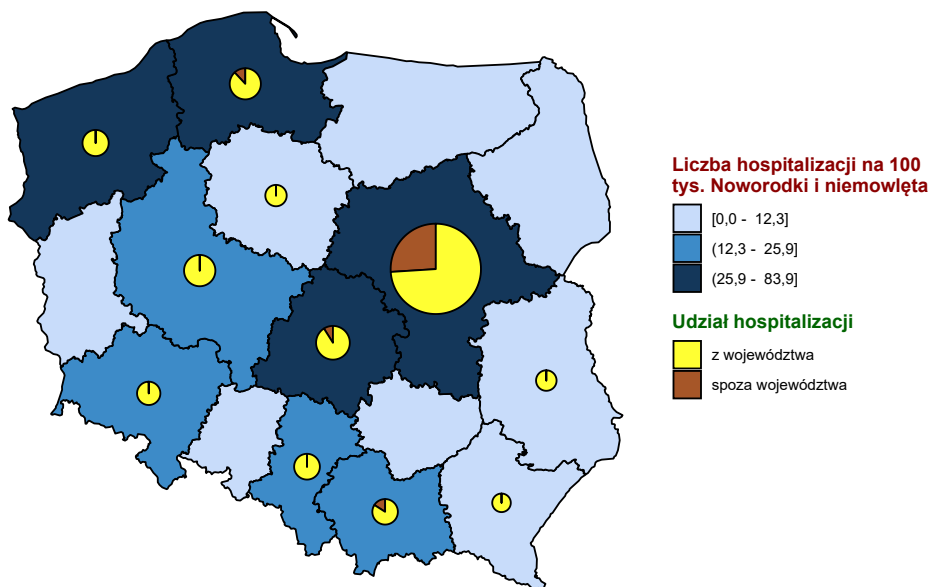 Liczba hospitalizacji na 100
tys. Noworodki i niemowlęta
[0,0 - 12,3]
(12,3 - 25,9]
(25,9 - 83,9]
Udział hospitalizacji
z województwa
spoza województwa